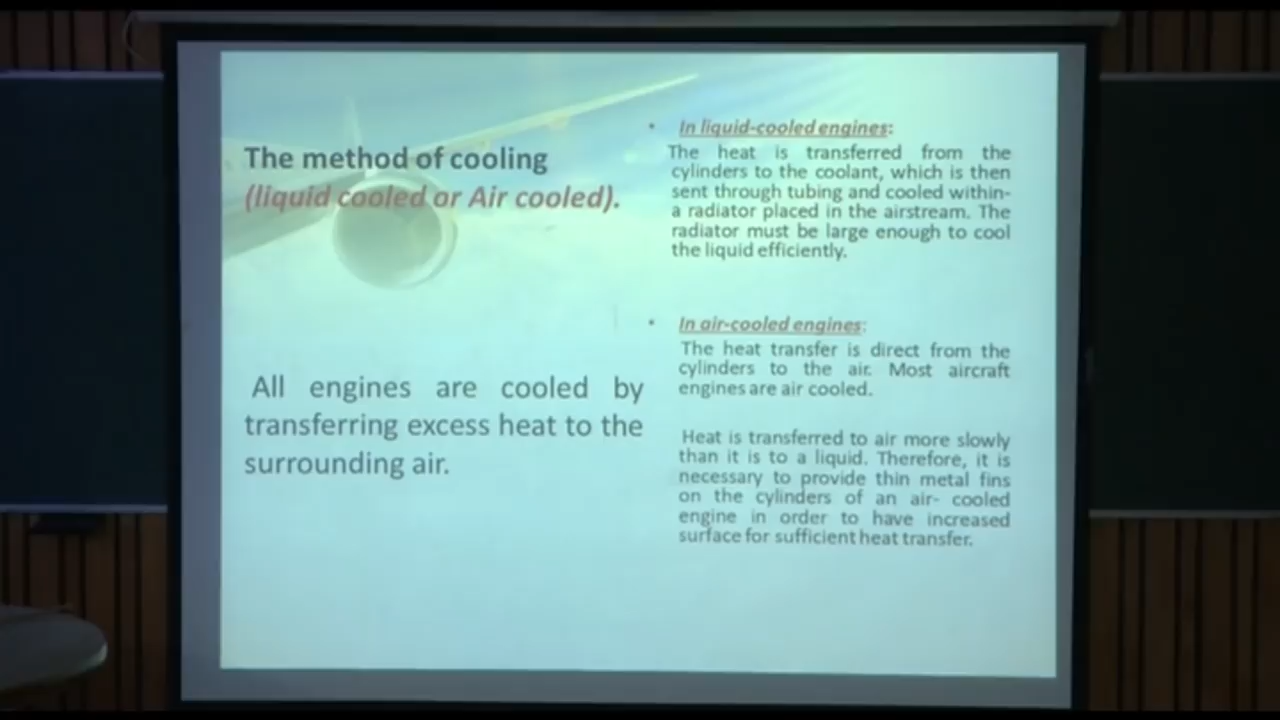 The method of cooling
(liquid cooled or Air cooled).
All engines are cooled by
transferring excess heat to the
surrounding air.
• In liquid-cooled engines:
The heat is transferred from the
cylinders to the coolant, which is then
sent through tubing and cooled within-
a radiator placed in the airstream. The
radiator must be large enough to cool
the liquid efficiently.
• In air-cooled engines:
The heat transfer is direct from the
cylinders to the air. Most aircraft
engines are air cooled.
Heat is transferred to air more slowly
than it is to a liquid. Therefore, it is
necessary to provide thin metal fins
on the cylinders of an air- cooled
engine in order to have increased
surface for sufficient heat transfer.